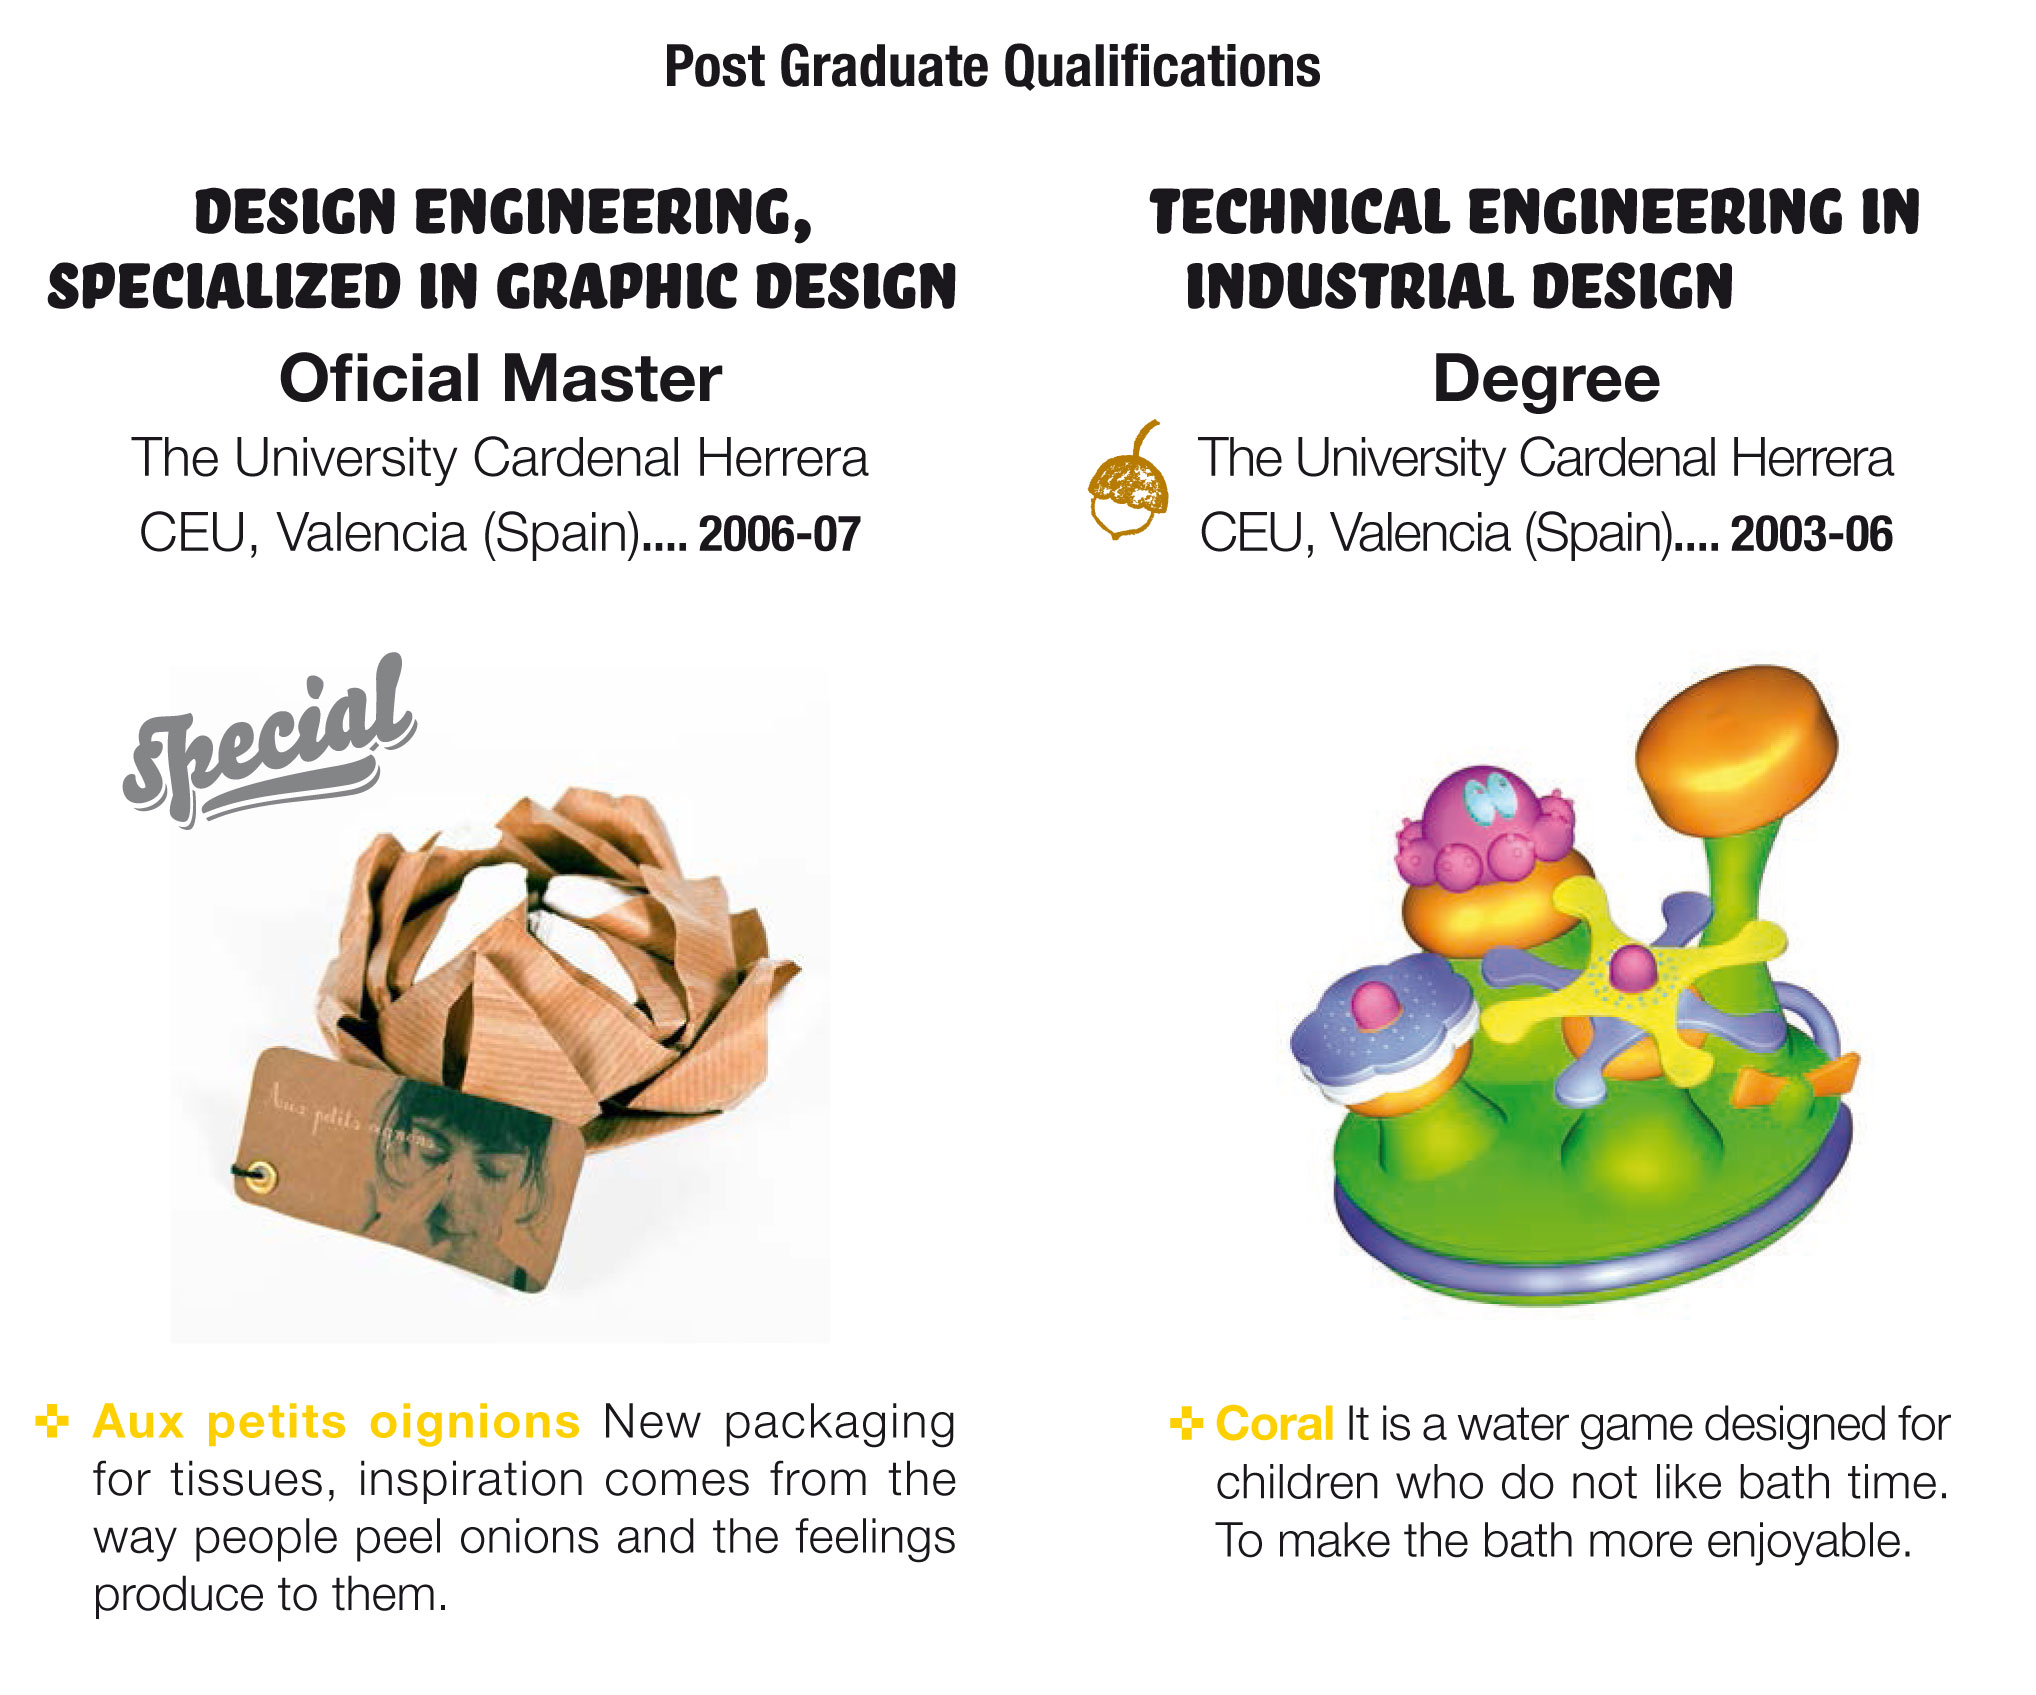 Post Graduate Qualifications
DESIGN ENGINEERING,
SPECIALIZED IN GRAPHIC DESIGN
Oficial Master
The University Cardenal Herrera
CEU, Valencia (Spain).... 2006-07
TECHNICAL ENGINEERING IN
INDUSTRIAL DESIGN
Degree
The University Cardenal Herrera
CEU, Valencia (Spain).... 2003-06
Special
Aux petits oignons
Aux petits oignions New packaging
for tissues, inspiration comes from the
way people peel onions and the feelings
produce to them.
Coral It is a water game designed for
children who do not like bath time.
To make the bath more enjoyable.